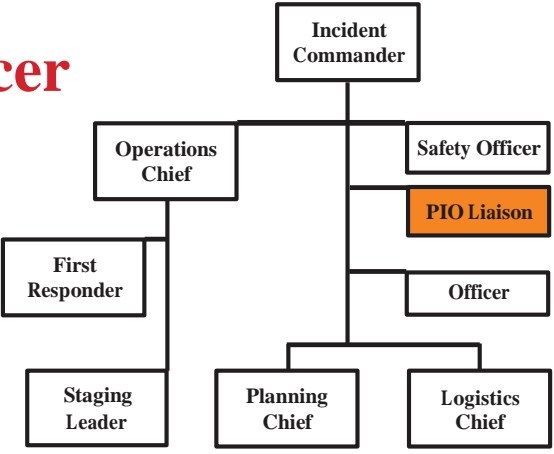 Incident
Commander
cer
Operations
Chief
Safety Officer
PIO Liaison
First
Responder
Officer
Staging
Leader
Planning
Chief
Logistics
Chief